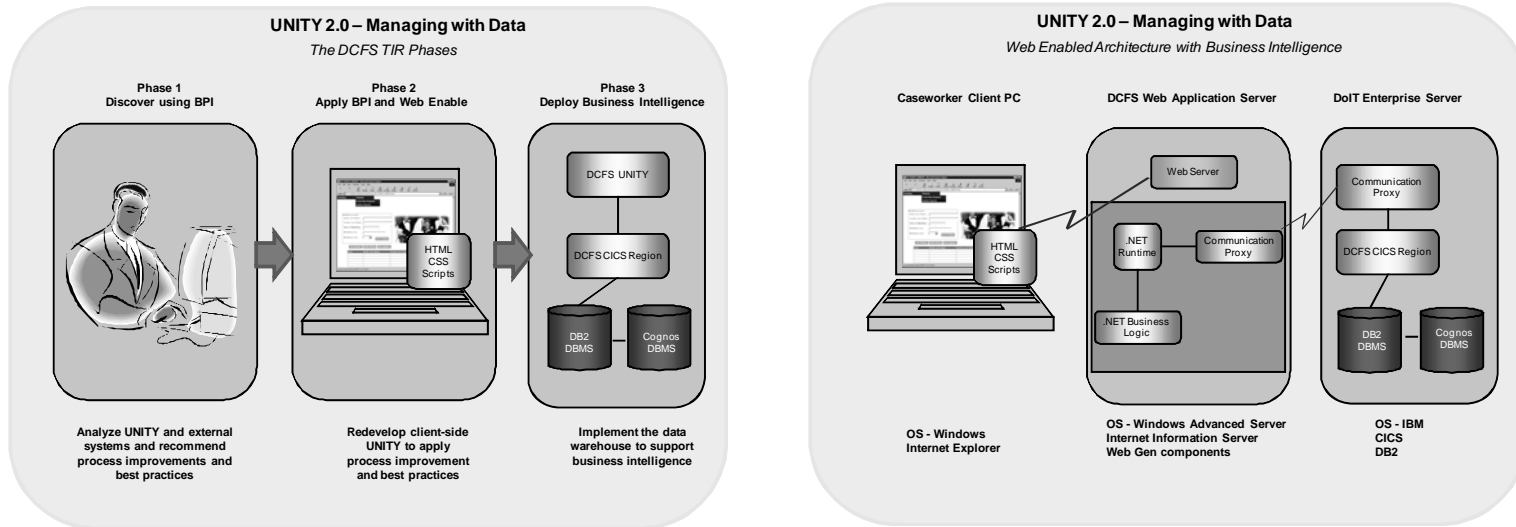 UNITY 2.0 – Managing with Data
The DCFS TIR Phases
Phase 1
Discover using BPI
Phase 2
Apply BPI and Web Enable
Phase 3
Deploy Business Intelligence
HTML
CSS
Scripts
DCFS UNITY
DCFS CICS Region
DB2
DBMS
Cognos
DBMS
Analyze UNITY and external
systems and recommend
process improvements and
best practices
Redevelop client-side
UNITY to apply
process improvement
and best practices
Implement the data
warehouse to support
business intelligence
UNITY 2.0 – Managing with Data
Web Enabled Architecture with Business Intelligence
Caseworker Client PC
DCFS Web Application Server
DoIT Enterprise Server
HTML
CSS
Scripts
Web Server
.NET
Runtime
Communication
Proxy
.NET Business
Logic
Communication
Proxy
DCFS CICS Region
DB2
DBMS
Cognos
DBMS
OS - Windows
Internet Explorer
OS - Windows Advanced Server
Internet Information Server
Web Gen components
OS - IBM
CICS
DB2